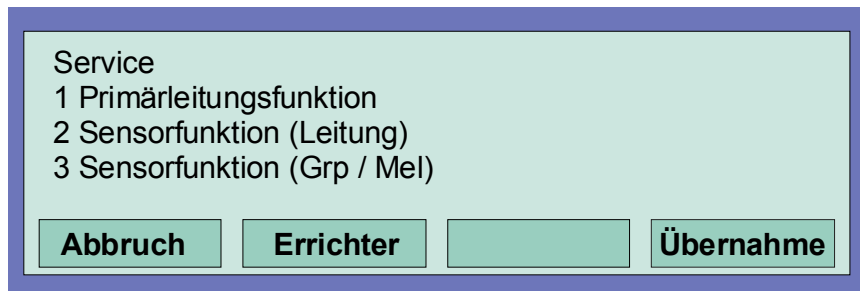 Service
1 Primärleitungsfunktion
2 Sensorfunktion (Leitung)
3 Sensorfunktion (Grp / Mel)
Abbruch Errichter Übernahme